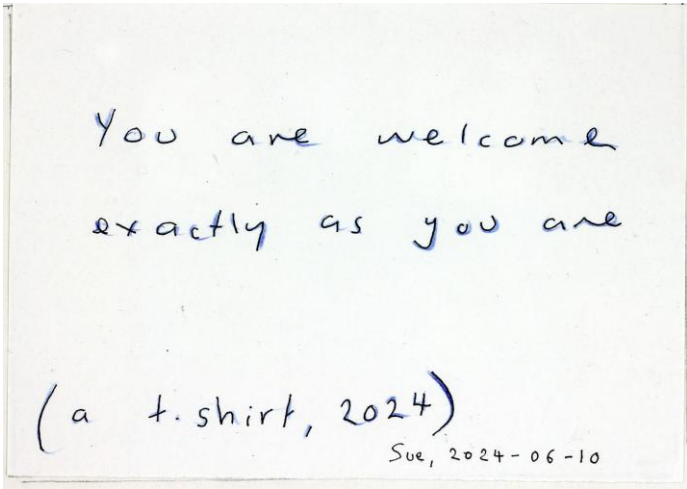 You are welcome
exactly as you are
(a t.shirt, 2024)
Sue, 2024-06-10